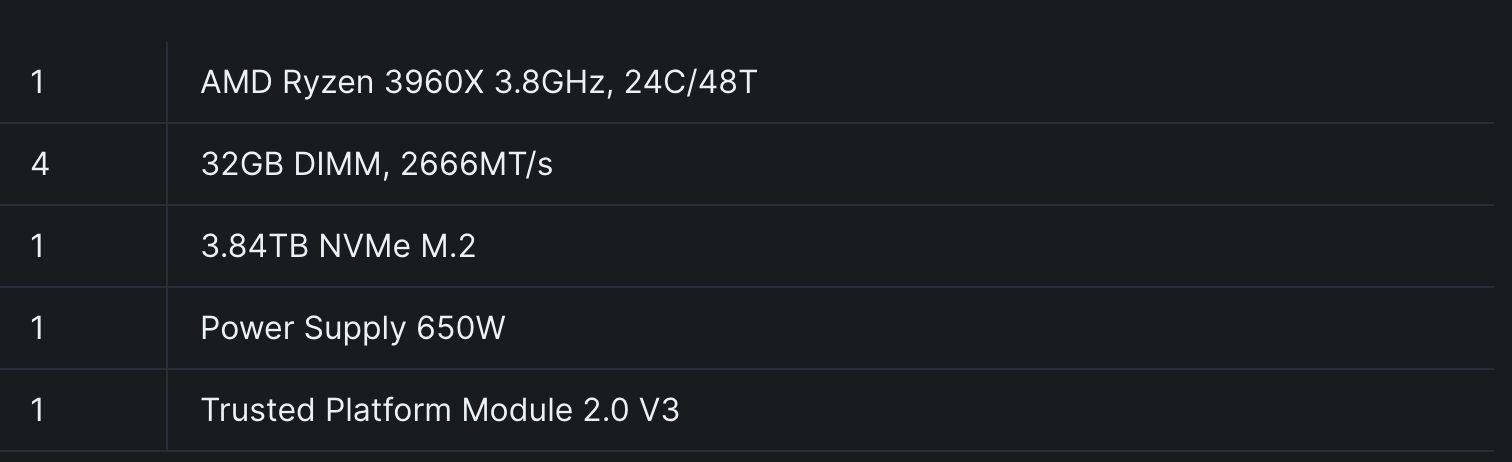 1 AMD Ryzen 3960X 3.8GHz, 24C/48T
4 32GB DIMM, 2666MT/s
1 3.84TB NVMe M.2
1 Power Supply 650W
1 Trusted Platform Module 2.0 V3